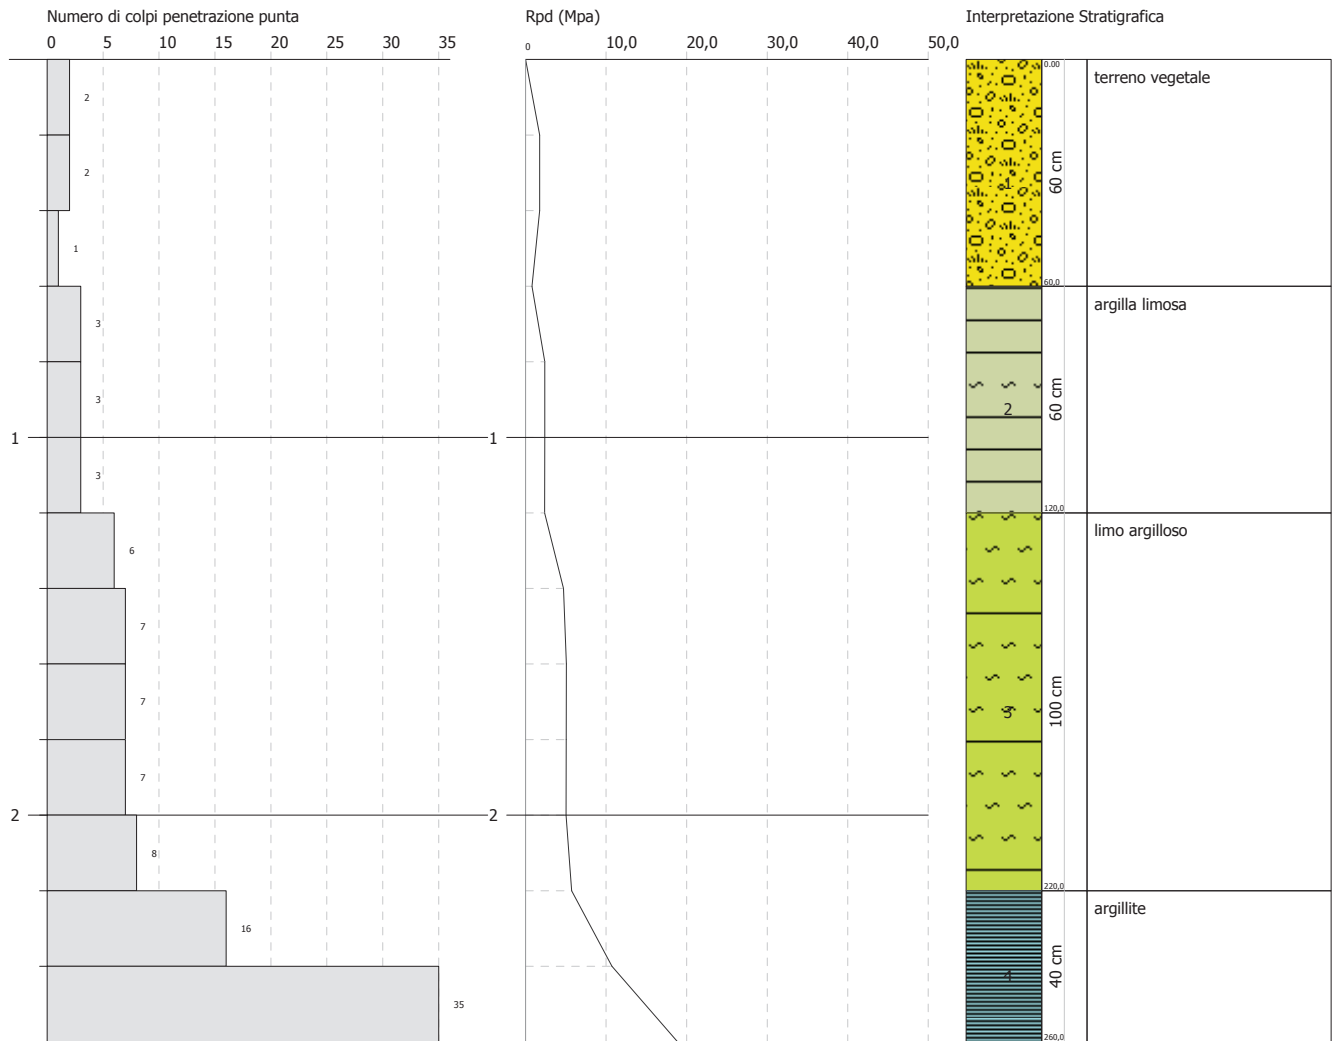 Numero di colpi penetrazione punta
Rpd (Mpa)
Interpretazione Stratigrafica
0 5 10 15 20 30 35
0 10,0 20,0 30,0 40,0 50,0
0.00
terreno vegetale
2
2
1
60 cm
1
60,0
argilla limosa
3
3
2
60 cm
1
1
3
120,0
limo argilloso
6
7
7
3
100 cm
7
2
2
8
220,0
argillite
16
4
40 cm
35
260,0